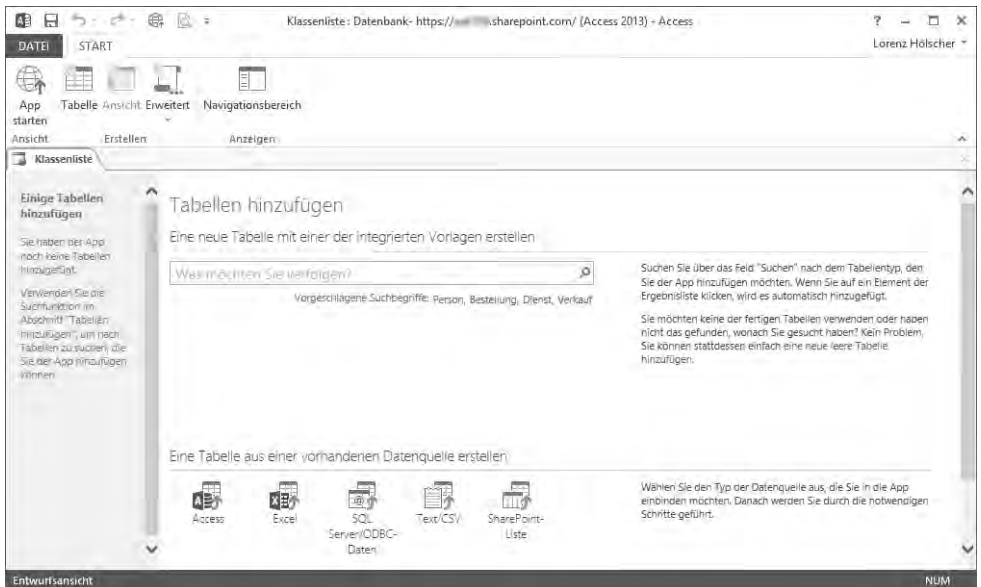 Klassenliste : Datenbank- https:// .sharepoint.com/ (Access 2013) - Access
?
DATEI START
Lorenz Hölscher
App starten
Tabelle
Ansicht
Erweitert
Navigationsbereich
Ansicht
Erstellen
Anzeigen
Klassenliste
Einige Tabellen
hinzufügen
Sie haben der App
noch keine Tabellen
hinzugefügt.
Verwenden Sie die
Suchfunktion im
Abschnitt "Tabellen
hinzufügen", um nach
Tabellen zu suchen, die
Sie der App hinzufügen
können.
Tabellen hinzufügen
Eine neue Tabelle mit einer der integrierten Vorlagen erstellen
Was möchten Sie verfolgen?
Vorgeschlagene Suchbegriffe: Person, Bestellung, Dienst, Verkauf
Suchen Sie über das Feld "Suchen" nach dem Tabellentyp, den
Sie der App hinzufügen möchten. Wenn Sie auf ein Element der
Ergebnisliste klicken, wird es automatisch hinzugefügt.
Sie möchten keine der fertigen Tabellen verwenden oder haben
nicht das gefunden, wonach Sie gesucht haben? Kein Problem.
Sie können stattdessen einfach eine neue leere Tabelle
hinzufügen.
Eine Tabelle aus einer vorhandenen Datenquelle erstellen
Access
Excel
SQL
Server/ODBC-
Daten
Text/CSV
SharePoint-
Liste
Wählen Sie den Typ der Datenquelle aus, die Sie in die App
einbinden möchten. Danach werden Sie durch die notwendigen
Schritte geführt.
Entwurfsansicht
NUM